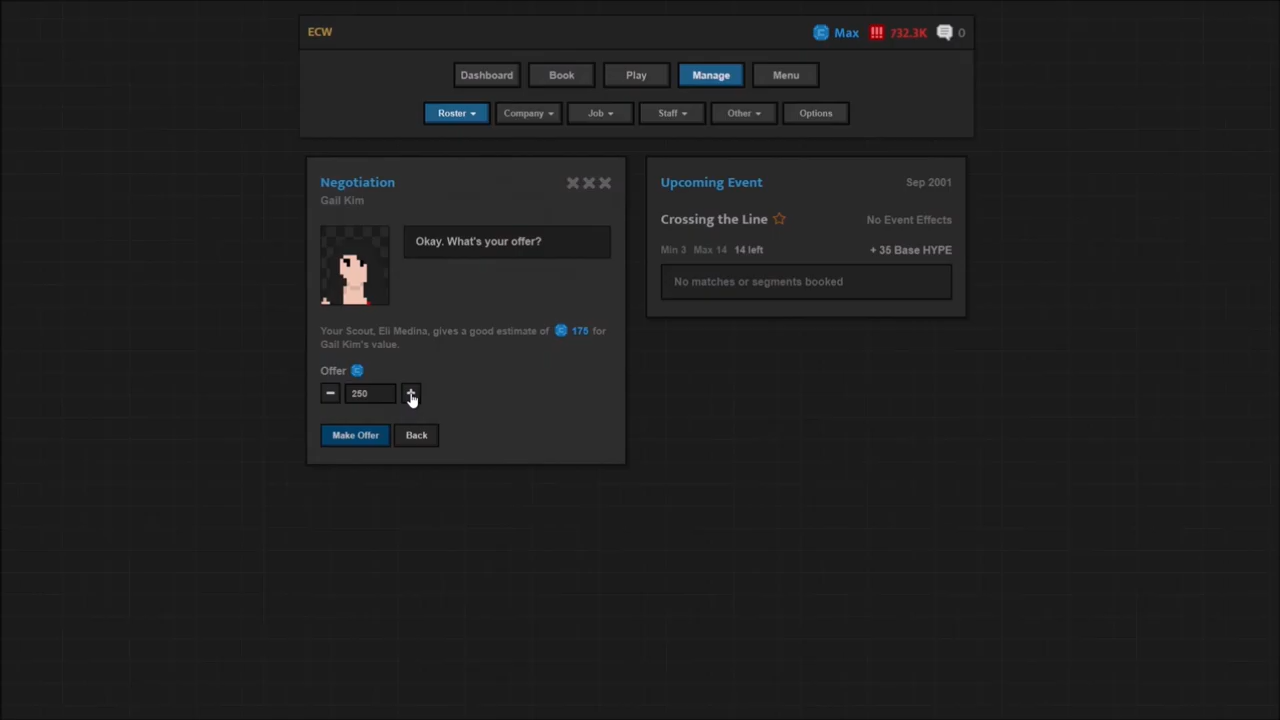 ECW
Max 732.3K 0
Dashboard Book Play Manage Menu
Roster Company Job Staff Other Options
Negotiation
Gail Kim
Okay. What's your offer?
Your Scout, Eli Medina, gives a good estimate of 175 for
Gail Kim's value.
Offer
250
Make Offer Back
Upcoming Event Sep 2001
Crossing the Line No Event Effects
Min 3 Max 14 14 left + 35 Base HYPE
No matches or segments booked